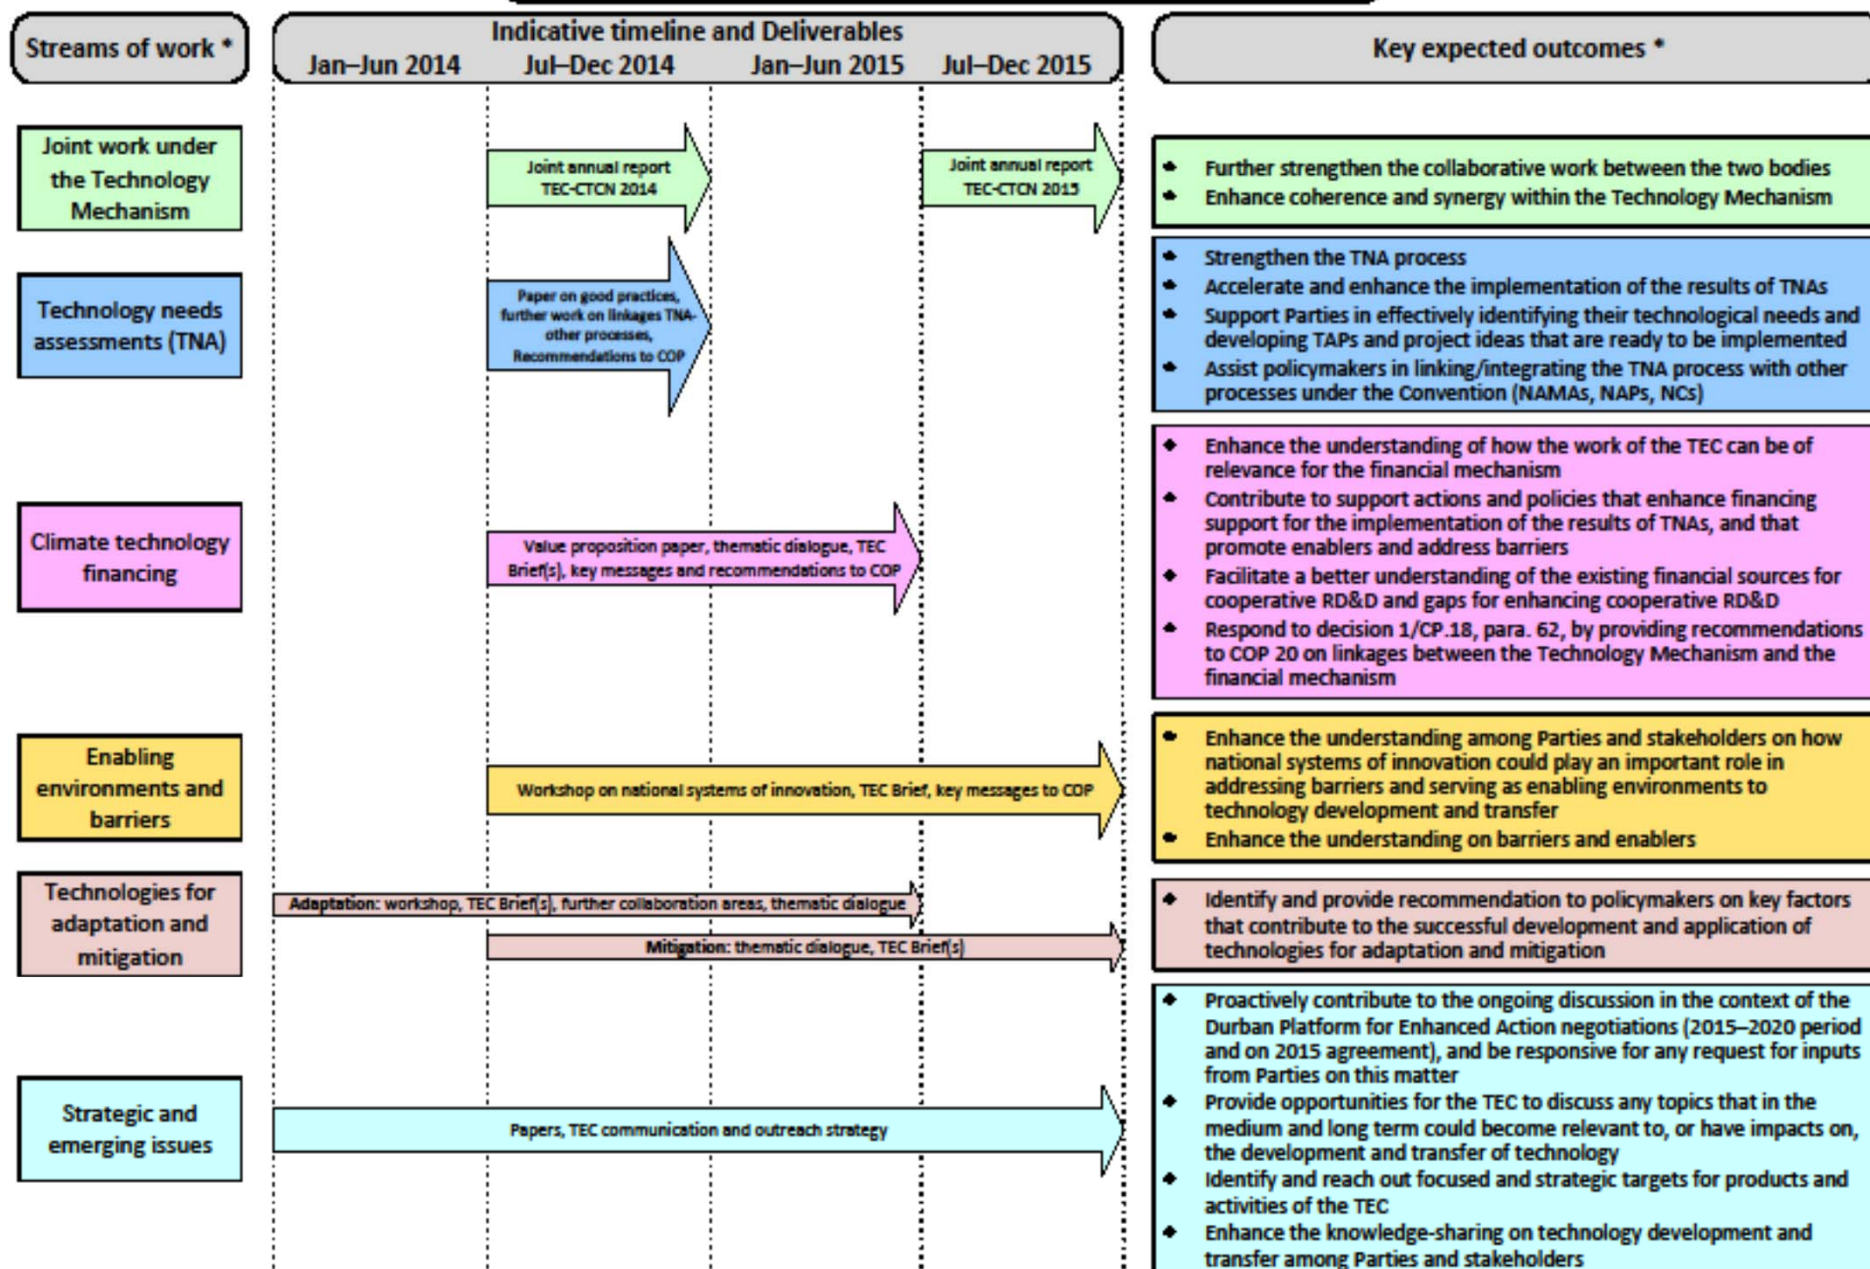 Streams of work *
Indicative timeline and Deliverables
Jan–Jun 2014
Jul–Dec 2014
Jan–Jun 2015
Jul–Dec 2015
Key expected outcomes *
Joint work under
the Technology
Mechanism
Joint annual report
TEC-CTCN 2014
Joint annual report
TEC-CTCN 2015
Further strengthen the collaborative work between the two bodies
Enhance coherence and synergy within the Technology Mechanism
Technology needs
assessments (TNA)
Paper on good practices,
further work on linkages TNA-
other processes,
Recommendations to COP
Strengthen the TNA process
Accelerate and enhance the implementation of the results of TNAs
Support Parties in effectively identifying their technological needs and
developing TAPs and project ideas that are ready to be implemented
Assist policymakers in linking/integrating the TNA process with other
processes under the Convention (NAMAs, NAPs, NCs)
Climate technology
financing
Value proposition paper, thematic dialogue, TEC
Brief(s), key messages and recommendations to COP
Enhance the understanding of how the work of the TEC can be of
relevance for the financial mechanism
Contribute to support actions and policies that enhance financing
support for the implementation of the results of TNAs, and that
promote enablers and address barriers
Facilitate a better understanding of the existing financial sources for
cooperative RD&D and gaps for enhancing cooperative RD&D
Respond to decision 1/CP.18, para. 62, by providing recommendations
to COP 20 on linkages between the Technology Mechanism and the
financial mechanism
Enabling
environments and
barriers
Workshop on national systems of innovation, TEC Brief, key messages to COP
Enhance the understanding among Parties and stakeholders on how
national systems of innovation could play an important role in
addressing barriers and serving as enabling environments to
technology development and transfer
Enhance the understanding on barriers and enablers
Technologies for
adaptation and
mitigation
Adaptation: workshop, TEC Brief(s), further collaboration areas, thematic dialogue
Mitigation: thematic dialogue, TEC Brief(s)
Identify and provide recommendation to policymakers on key factors
that contribute to the successful development and application of
technologies for adaptation and mitigation
Strategic and
emerging issues
Papers, TEC communication and outreach strategy
Proactively contribute to the ongoing discussion in the context of the
Durban Platform for Enhanced Action negotiations (2015–2020 period
and on 2015 agreement), and be responsive for any request for inputs
from Parties on this matter
Provide opportunities for the TEC to discuss any topics that in the
medium and long term could become relevant to, or have impacts on,
the development and transfer of technology
Identify and reach out focused and strategic targets for products and
activities of the TEC
Enhance the knowledge-sharing on technology development and
transfer among Parties and stakeholders